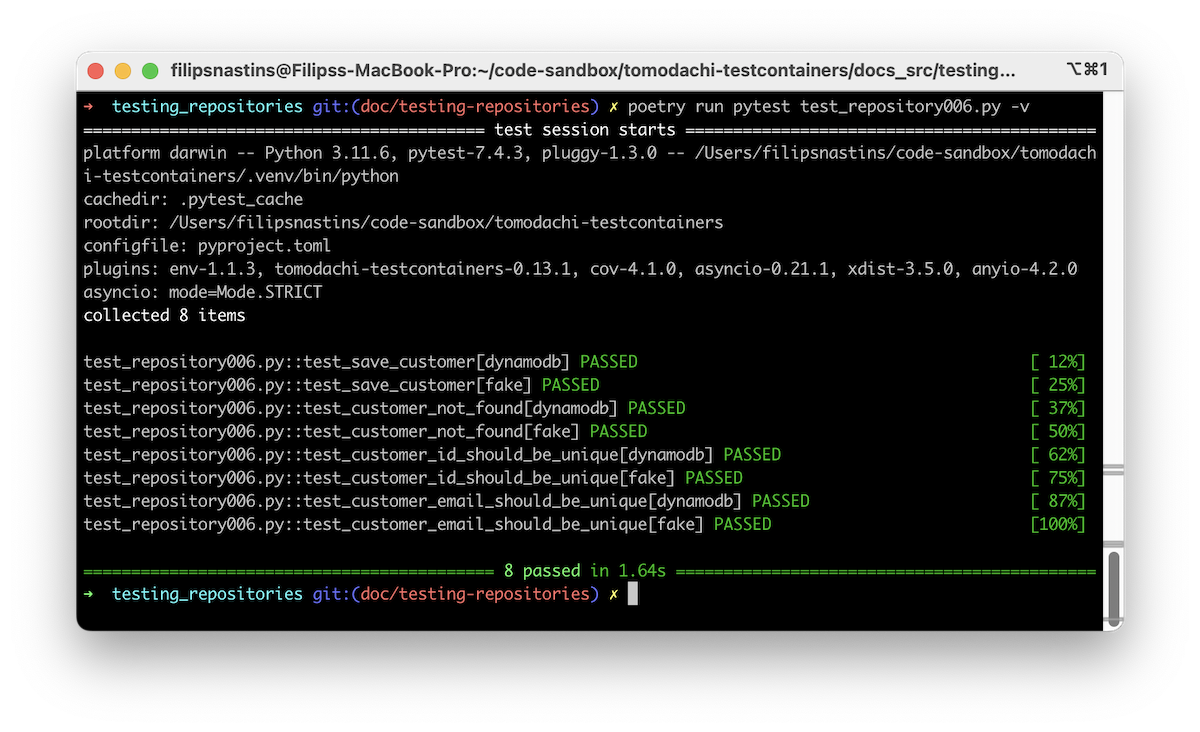 filipsnastins@Filipss-MacBook-Pro:~/code-sandbox/tomodachi-testcontainers/docs_src/testing... ⌥⌘1
→ testing_repositories git:(doc/testing-repositories) ✗ poetry run pytest test_repository006.py -v
========================================== test session starts ===========================================
platform darwin -- Python 3.11.6, pytest-7.4.3, pluggy-1.3.0 -- /Users/filipsnastins/code-sandbox/tomodach
i-testcontainers/.venv/bin/python
cachedir: .pytest_cache
rootdir: /Users/filipsnastins/code-sandbox/tomodachi-testcontainers
configfile: pyproject.toml
plugins: env-1.1.3, tomodachi-testcontainers-0.13.1, cov-4.1.0, asyncio-0.21.1, xdist-3.5.0, anyio-4.2.0
asyncio: mode=Mode.STRICT
collected 8 items
test_repository006.py::test_save_customer[dynamodb] PASSED [ 12%]
test_repository006.py::test_save_customer[fake] PASSED [ 25%]
test_repository006.py::test_customer_not_found[dynamodb] PASSED [ 37%]
test_repository006.py::test_customer_not_found[fake] PASSED [ 50%]
test_repository006.py::test_customer_id_should_be_unique[dynamodb] PASSED [ 62%]
test_repository006.py::test_customer_id_should_be_unique[fake] PASSED [ 75%]
test_repository006.py::test_customer_email_should_be_unique[dynamodb] PASSED [ 87%]
test_repository006.py::test_customer_email_should_be_unique[fake] PASSED [100%]
=========================================== 8 passed in 1.64s ============================================
→ testing_repositories git:(doc/testing-repositories) ✗